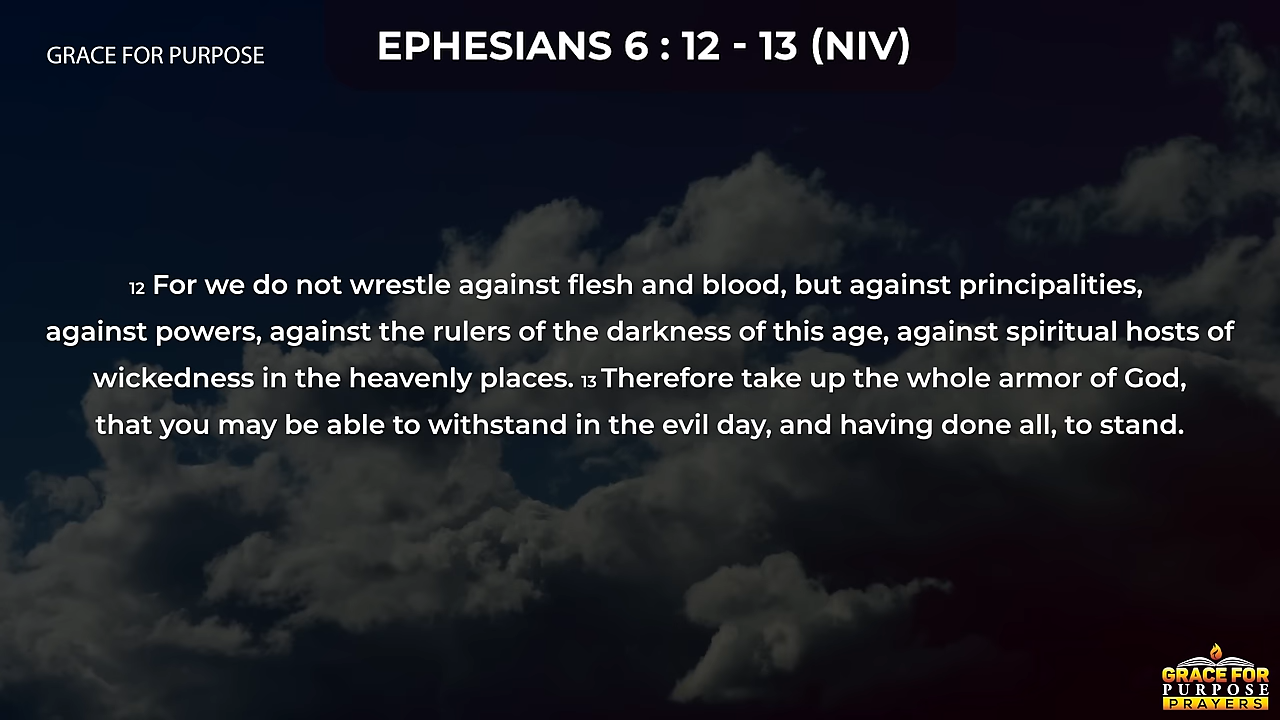 GRACE FOR PURPOSE
EPHESIANS 6 : 12 - 13 (NIV)
12 For we do not wrestle against flesh and blood, but against principalities,
against powers, against the rulers of the darkness of this age, against spiritual hosts of
wickedness in the heavenly places. 13 Therefore take up the whole armor of God,
that you may be able to withstand in the evil day, and having done all, to stand.
GRACE FOR
PURPOSE
PRAYERS